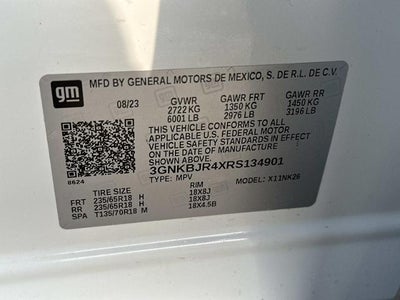 gm
MFD BY GENERAL MOTORS DE MEXICO, S. DE R.L. DE C.V.
08/23 GVWR GAWR FRT GAWR RR
2722 KG 1350 KG 1450 KG
6001 LB 2976 LB 3196 LB
THIS VEHICLE CONFORMS TO ALL
APPLICABLE U.S. FEDERAL MOTOR
VEHICLE SAFETY STANDARDS IN EFFECT
ON THE DATE OF MANUFACTURE
SHOWN ABOVE.
3GNKBJR4XRS134901
8624 TYPE: MPV MODEL: X11NK26
TIRE SIZE RIM
FRT 235/65R18 H 18X8J
RR 235/65R18 H 18X8J
SPA T135/70R18 M 18X4.5B